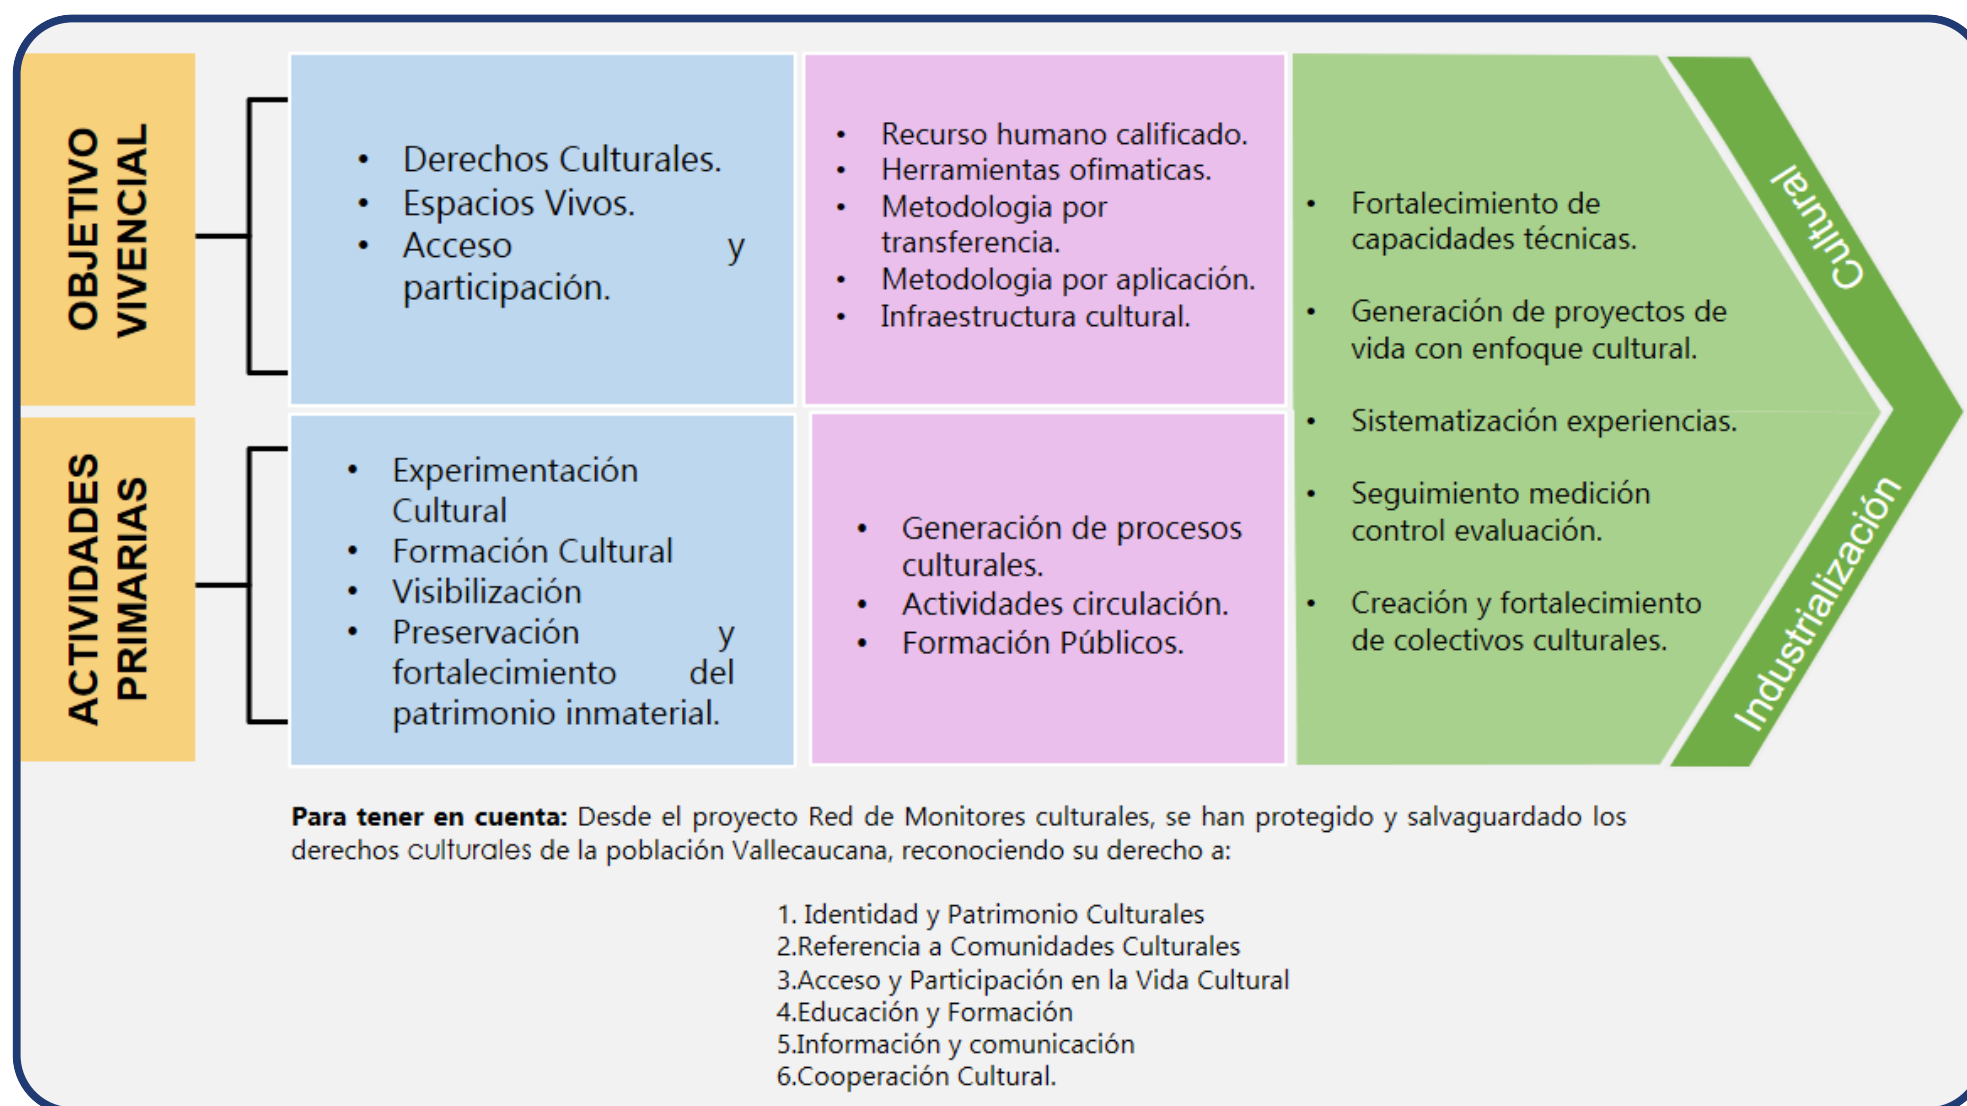 OBJETIVO
VIVENCIAL
• Derechos Culturales.
• Espacios Vivos.
• Acceso y
participación.
• Recurso humano calificado.
• Herramientas ofimaticas.
• Metodologia por
transferencia.
• Metodologia por aplicación.
• Infraestructura cultural.
ACTIVIDADES
PRIMARIAS
• Experimentación
Cultural
• Formación Cultural
• Visibilización
• Preservación y
fortalecimiento del
patrimonio inmaterial.
• Generación de procesos
culturales.
• Actividades circulación.
• Formación Públicos.
• Fortalecimiento de
capacidades técnicas.
• Generación de proyectos de
vida con enfoque cultural.
• Sistematización experiencias.
• Seguimiento medición
control evaluación.
• Creación y fortalecimiento
de colectivos culturales.
Industrialización
Cultural
Para tener en cuenta: Desde el proyecto Red de Monitores culturales, se han protegido y salvaguardado los
derechos culturales de la población Vallecaucana, reconociendo su derecho a:
1. Identidad y Patrimonio Culturales
2.Referencia a Comunidades Culturales
3.Acceso y Participación en la Vida Cultural
4.Educación y Formación
5.Información y comunicación
6.Cooperación Cultural.